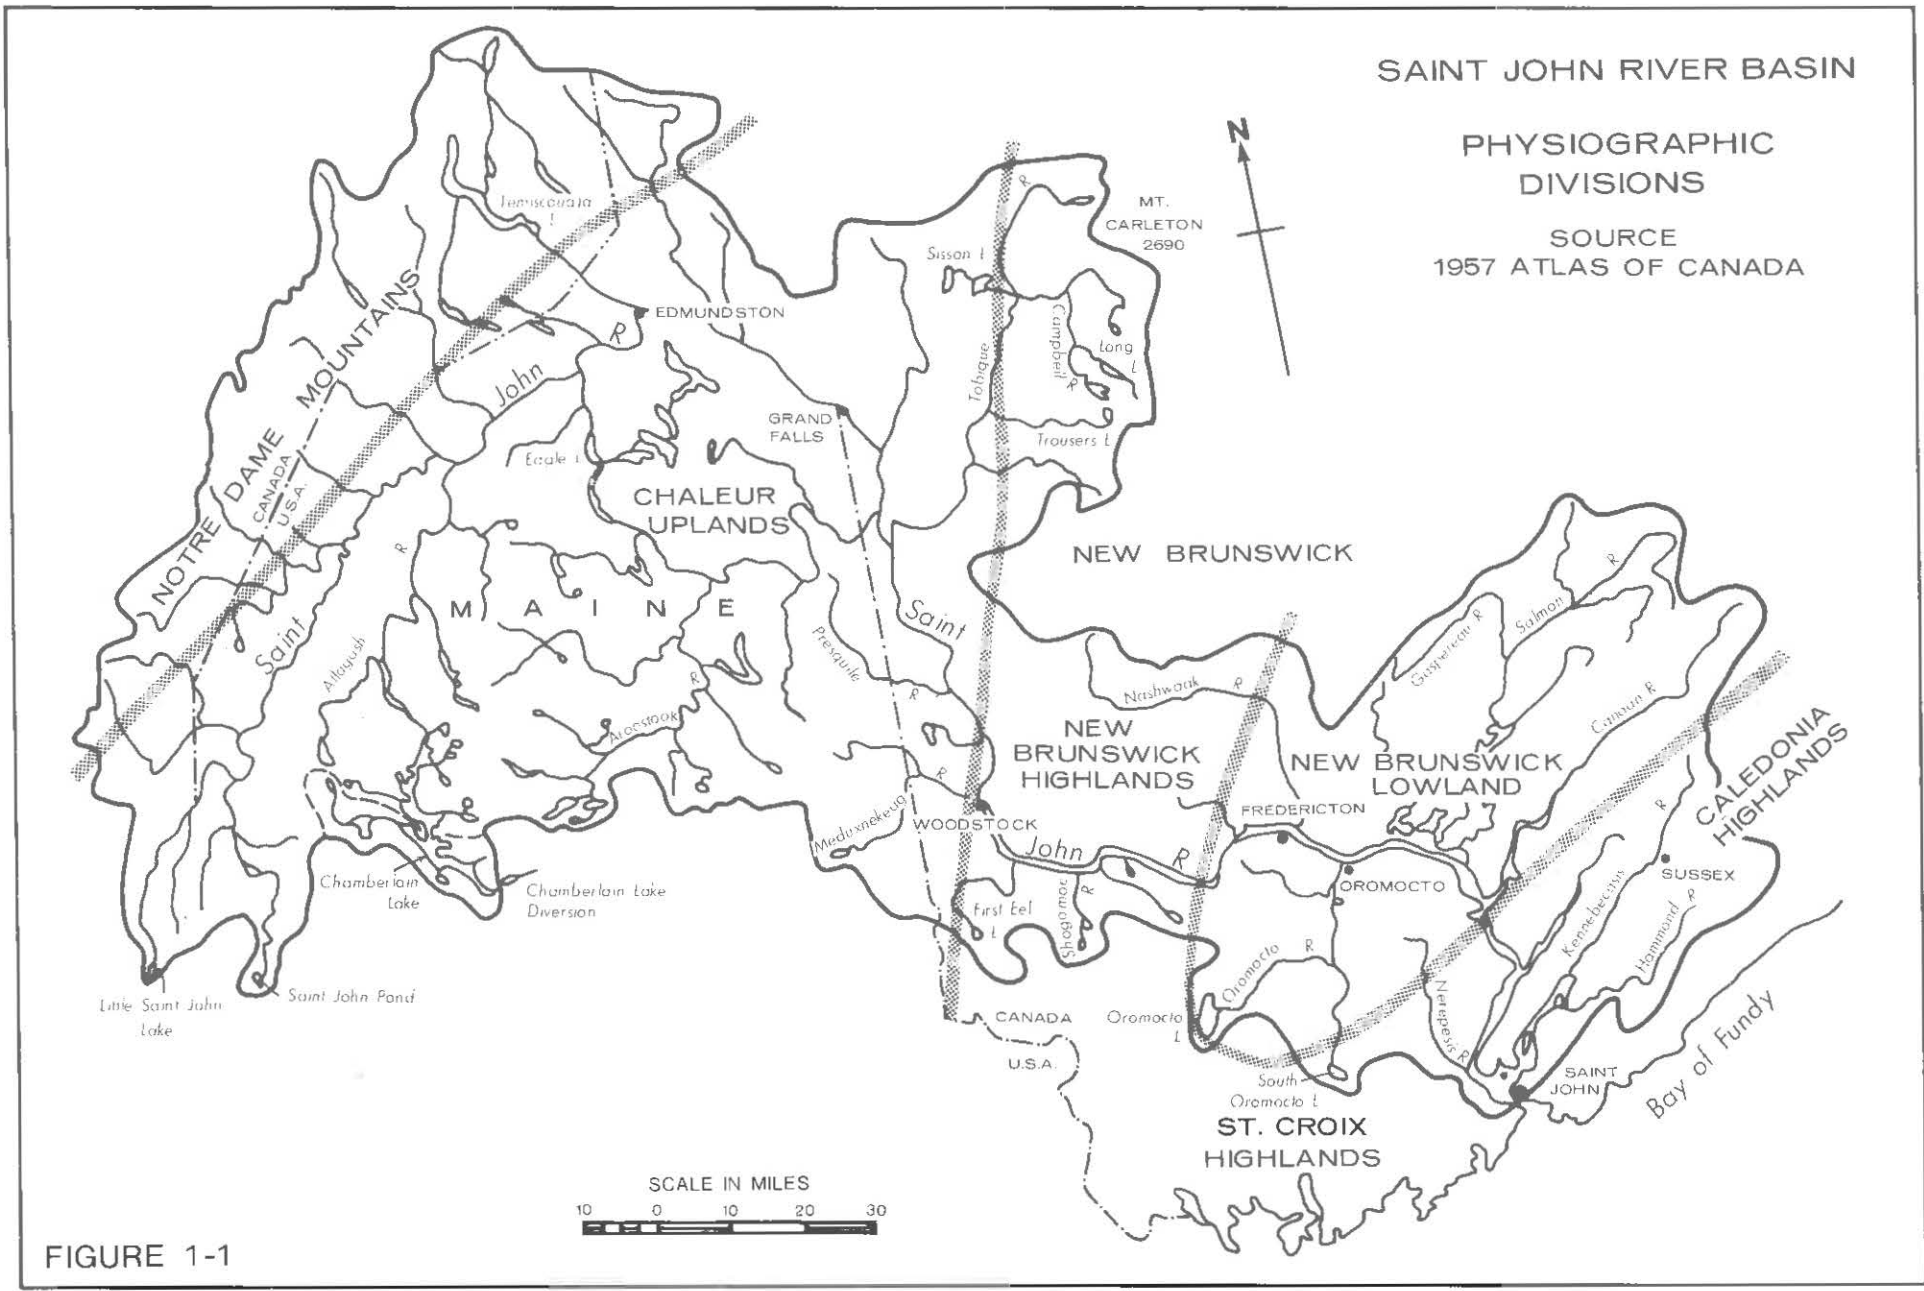 SAINT JOHN RIVER BASIN
PHYSIOGRAPHIC
DIVISIONS
SOURCE
1957 ATLAS OF CANADA
N
MT.
CARLETON
2690
Temiscouata
L
R
Sisson L
EDMUNDSTON
R
John
NOTRE DAME MOUNTAINS
CANADA
U.S.A.
Tobique
Campbell
R
Long
L
Trousers L
GRAND
FALLS
Eagle L
CHALEUR
UPLANDS
NEW BRUNSWICK
R
MAINE
Saint
Allagash
Saint
Presquile
R
R
Aroostook
Nashwaak R
Gaspereau R
Salmon
R
Canaan R
NEW
BRUNSWICK
HIGHLANDS
NEW BRUNSWICK
LOWLAND
CALEDONIA
HIGHLANDS
R
Meduxnekeag
WOODSTOCK
FREDERICTON
John
R
OROMOCTO
R
SUSSEX
Kennebecasis
Hammond R
Chamberlain
Lake
Chamberlain Lake
Diversion
First Eel
L
Shogomoc
R
Oromocto R
Nerepesis R
Little Saint John
Lake
Saint John Pond
CANADA
U.S.A.
Oromocto
L
South
Oromocto L
SAINT
JOHN
Bay of Fundy
ST. CROIX
HIGHLANDS
SCALE IN MILES
10 0 10 20 30
FIGURE 1-1